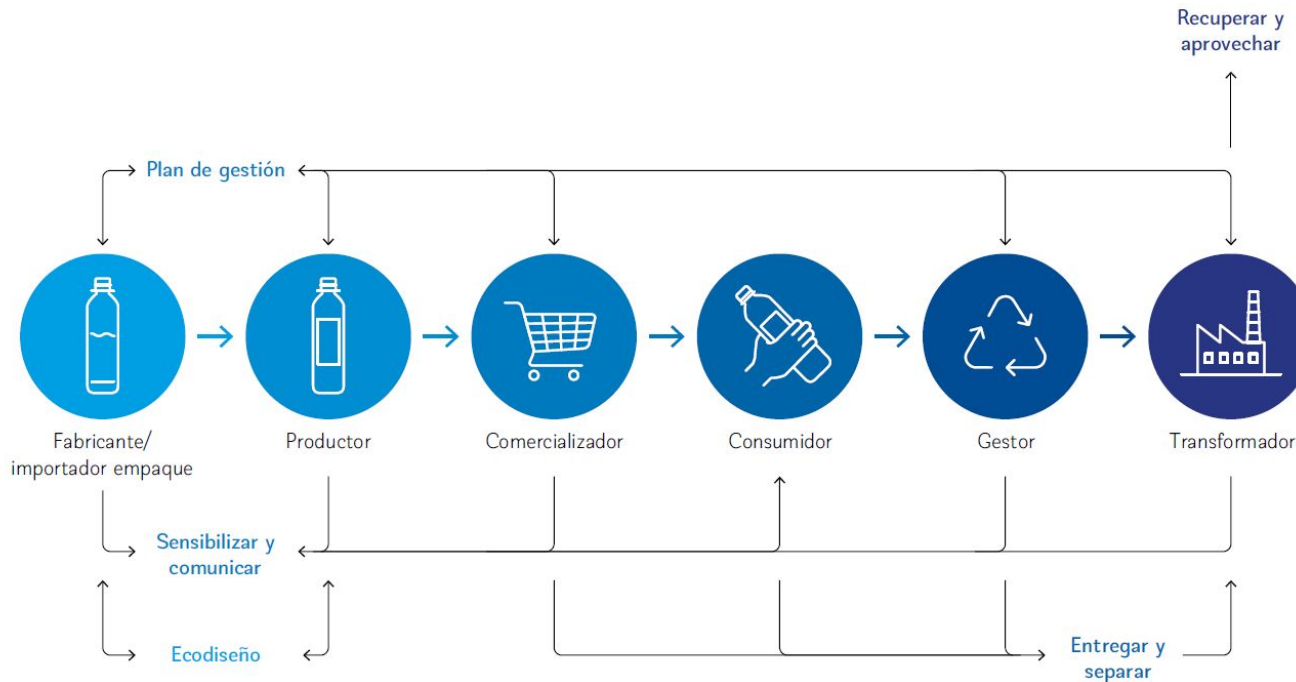 Recuperar y
aprovechar
Plan de gestión
Fabricante/
importador empaque
Productor
Comercializador
Consumidor
Gestor
Transformador
Sensibilizar y
comunicar
Ecodiseño
Entregar y
separar